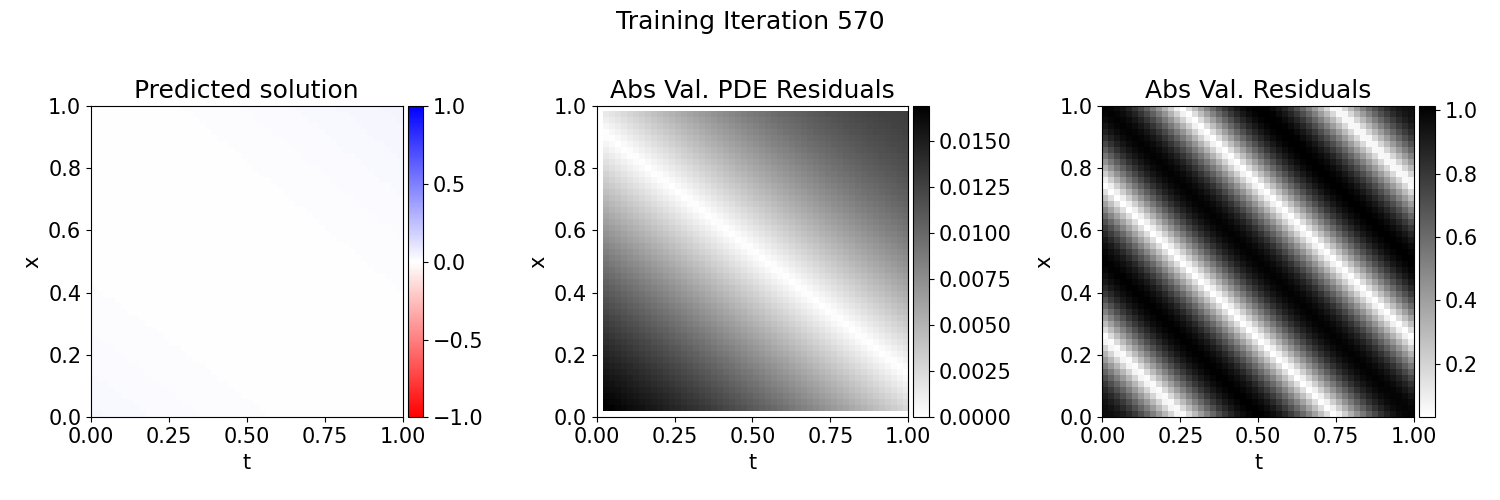 Training Iteration 570
Predicted solution
1.0
0.8
0.6
0.4
0.2
0.0
x
0.00 0.25 0.50 0.75 1.00
t
1.0
0.5
0.0
−0.5
−1.0
Abs Val. PDE Residuals
1.0
0.8
0.6
0.4
0.2
0.0
x
0.00 0.25 0.50 0.75 1.00
t
0.0150
0.0125
0.0100
0.0075
0.0050
0.0025
0.0000
Abs Val. Residuals
1.0
0.8
0.6
0.4
0.2
0.0
x
0.00 0.25 0.50 0.75 1.00
t
1.0
0.8
0.6
0.4
0.2